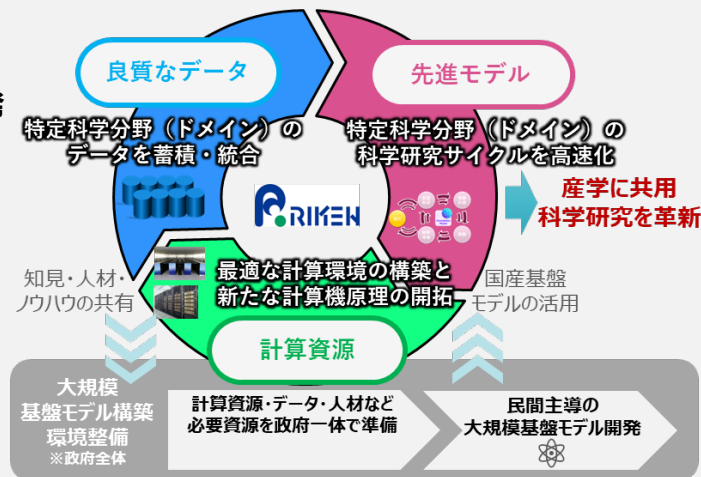 良質なデータ
先進モデル
特定科学分野（ドメイン）の
データを蓄積・統合
特定科学分野（ドメイン）の
科学研究サイクルを高速化
RIKEN
産学に共用
科学研究を革新
最適な計算環境の構築と
新たな計算機原理の開拓
知見・人材・
ノウハウの共有
国産基盤
モデルの活用
計算資源
大規模
基盤モデル構築
環境整備
※政府全体
計算資源・データ・人材など
必要資源を政府一体で準備
民間主導の
大規模基盤モデル開発